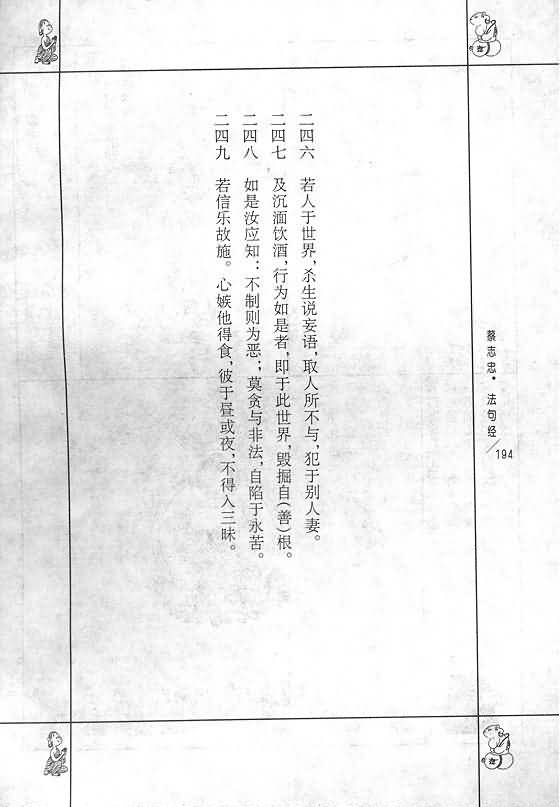 二四六 若人于世界，杀生说妄语，取人所不与，犯于别人妻。
二四七 及沉湎饮酒，行为如是者，即于此世界，毁掘自（善）根。
二四八 如是汝应知：不制则为恶；莫贪与非法，自陷于永苦。
二四九 若信乐故施。心嫉他得食，彼于昼或夜，不得入三昧。
蔡志忠·法句经／194